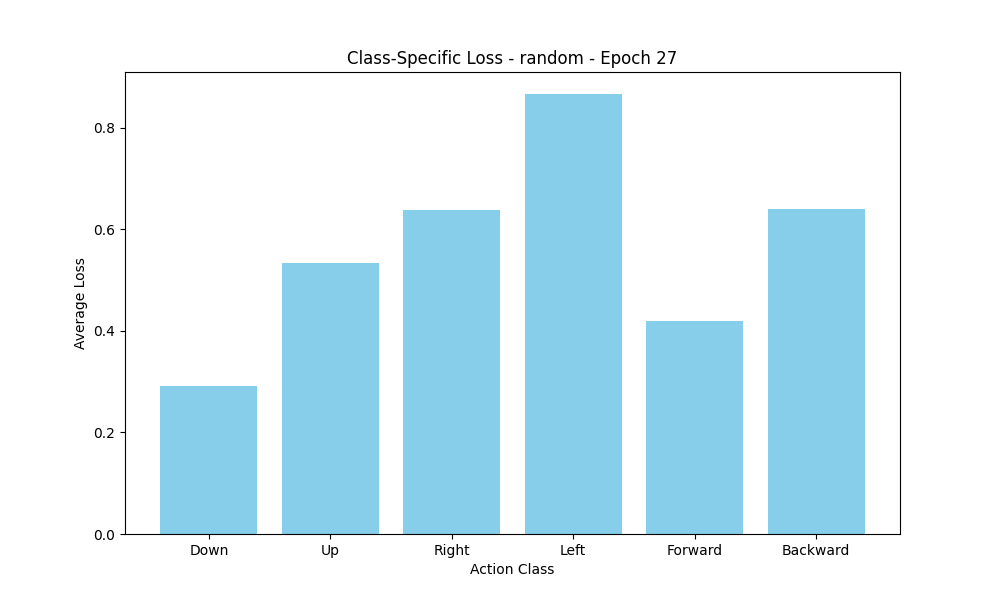 Class-Specific Loss - random - Epoch 27
Average Loss
0.8
0.6
0.4
0.2
0.0
Down Up Right Left Forward Backward
Action Class